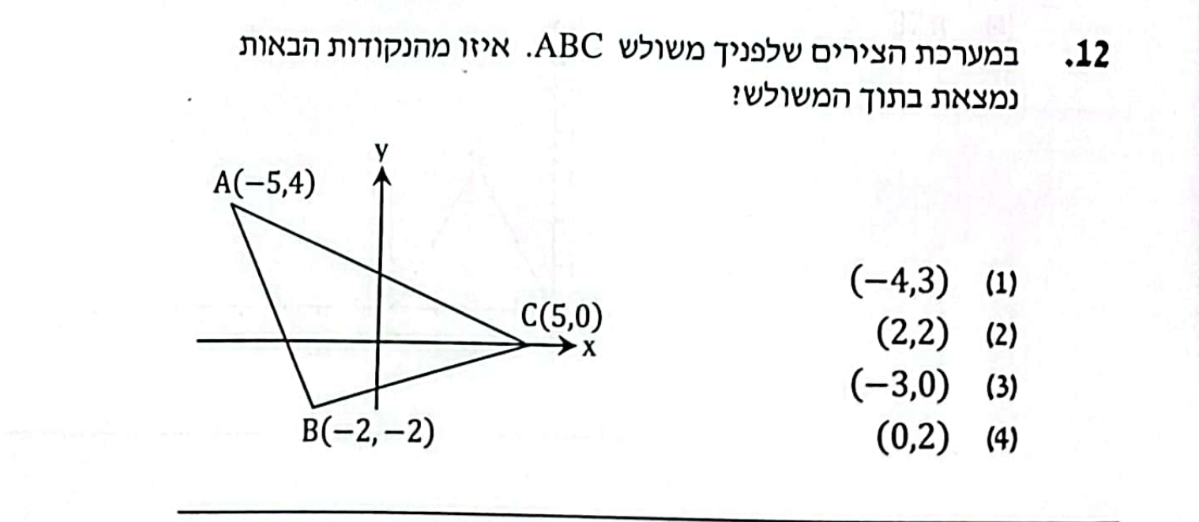 12. במערכת הצירים שלפניך משולש ABC. איזו מהנקודות הבאות
נמצאת בתוך המשולש?
y
A(−5,4)
C(5,0)
x
B(−2,−2)
(1) (−4,3)
(2) (2,2)
(3) (−3,0)
(4) (0,2)